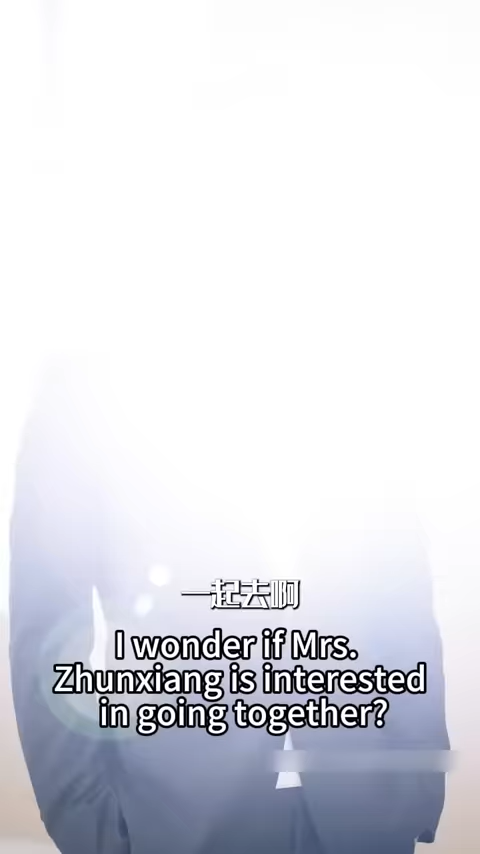 一起去啊
I wonder if Mrs.
Zhunxiang is interested
in going together?